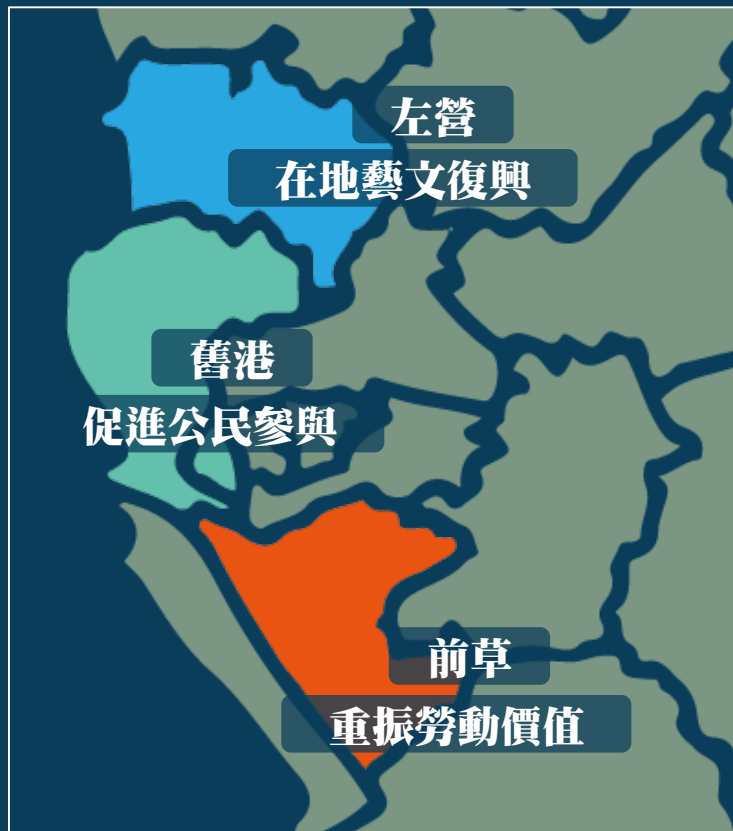 左營
在地藝文復興
舊港
促進公民參與
前草
重振勞動價值